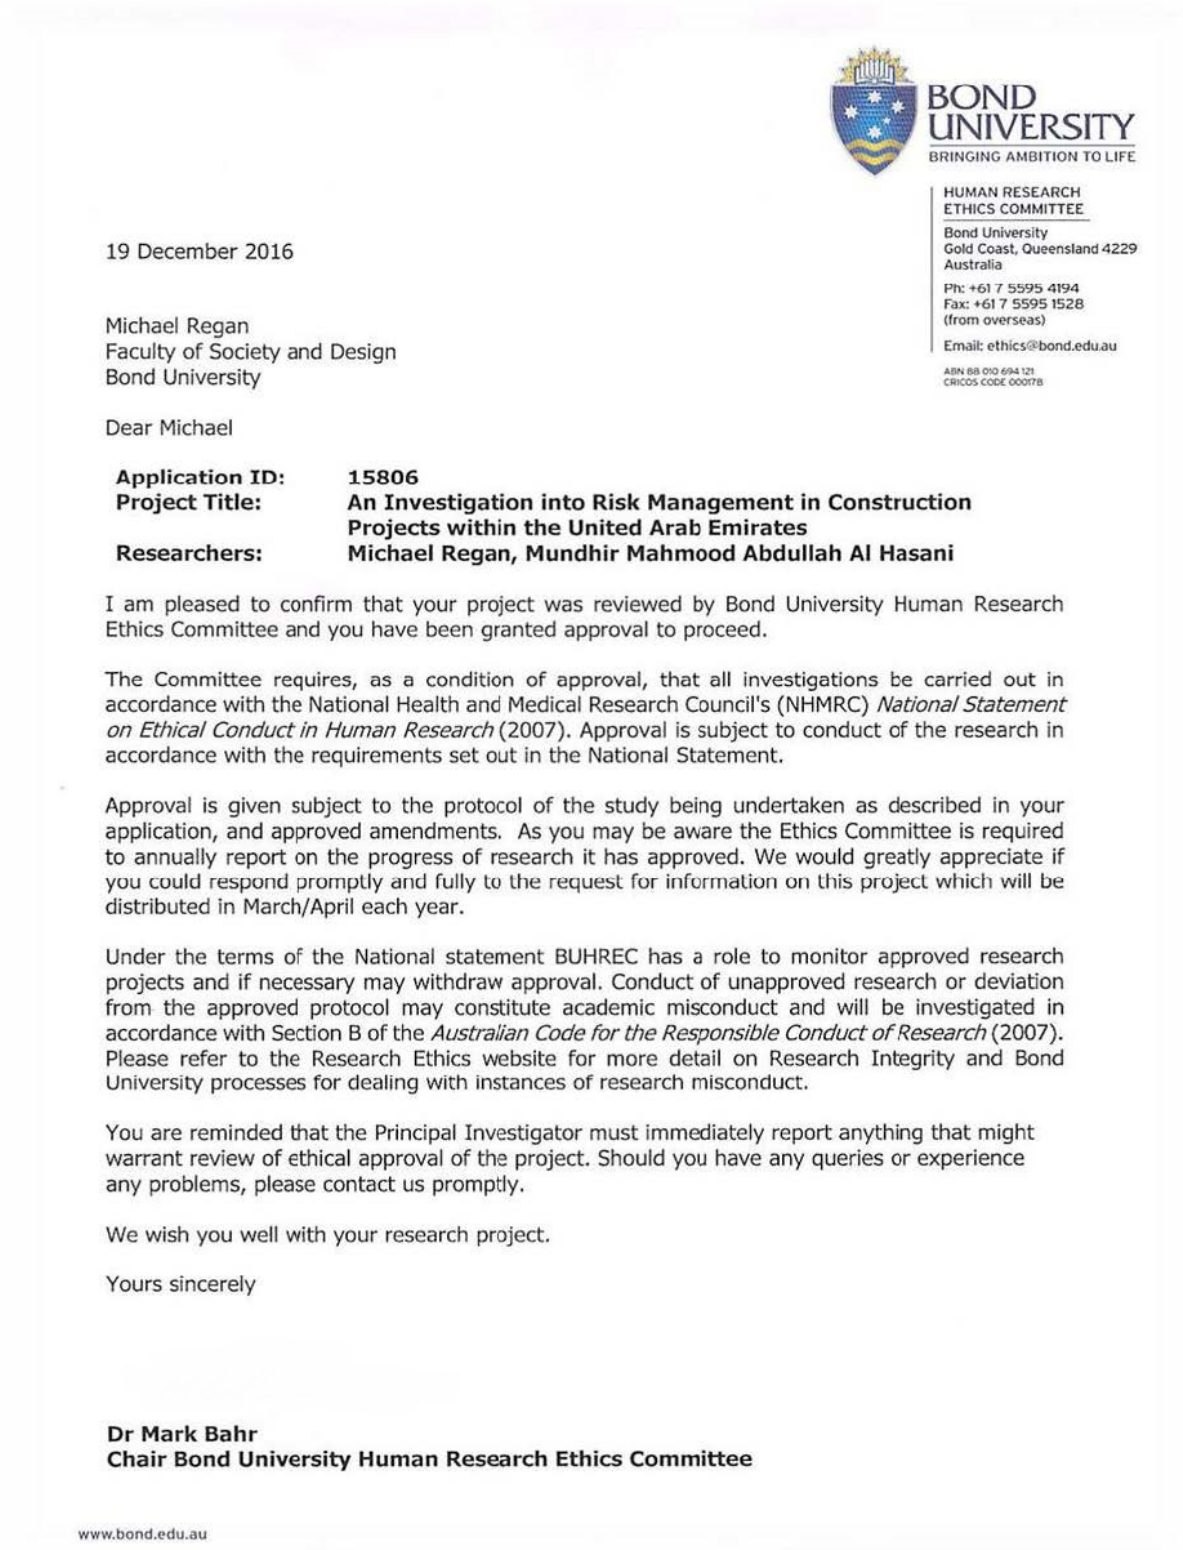 BOND
UNIVERSITY
BRINGING AMBITION TO LIFE
HUMAN RESEARCH
ETHICS COMMITTEE
Bond University
Gold Coast, Queensland 4229
Australia
Ph: +61 7 5595 4194
Fax: +61 7 5595 1528
(from overseas)
Email: ethics@bond.edu.au
ABN 88 010 694 121
CRICOS CODE 00017B
19 December 2016
Michael Regan
Faculty of Society and Design
Bond University
Dear Michael
Application ID: 15806
Project Title: An Investigation into Risk Management in Construction
Projects within the United Arab Emirates
Researchers: Michael Regan, Mundhir Mahmood Abdullah Al Hasani
I am pleased to confirm that your project was reviewed by Bond University Human Research
Ethics Committee and you have been granted approval to proceed.
The Committee requires, as a condition of approval, that all investigations be carried out in
accordance with the National Health and Medical Research Council's (NHMRC) National Statement
on Ethical Conduct in Human Research (2007). Approval is subject to conduct of the research in
accordance with the requirements set out in the National Statement.
Approval is given subject to the protocol of the study being undertaken as described in your
application, and approved amendments. As you may be aware the Ethics Committee is required
to annually report on the progress of research it has approved. We would greatly appreciate if
you could respond promptly and fully to the request for information on this project which will be
distributed in March/April each year.
Under the terms of the National statement BUHREC has a role to monitor approved research
projects and if necessary may withdraw approval. Conduct of unapproved research or deviation
from the approved protocol may constitute academic misconduct and will be investigated in
accordance with Section B of the Australian Code for the Responsible Conduct of Research (2007).
Please refer to the Research Ethics website for more detail on Research Integrity and Bond
University processes for dealing with instances of research misconduct.
You are reminded that the Principal Investigator must immediately report anything that might
warrant review of ethical approval of the project. Should you have any queries or experience
any problems, please contact us promptly.
We wish you well with your research project.
Yours sincerely
Dr Mark Bahr
Chair Bond University Human Research Ethics Committee
www.bond.edu.au